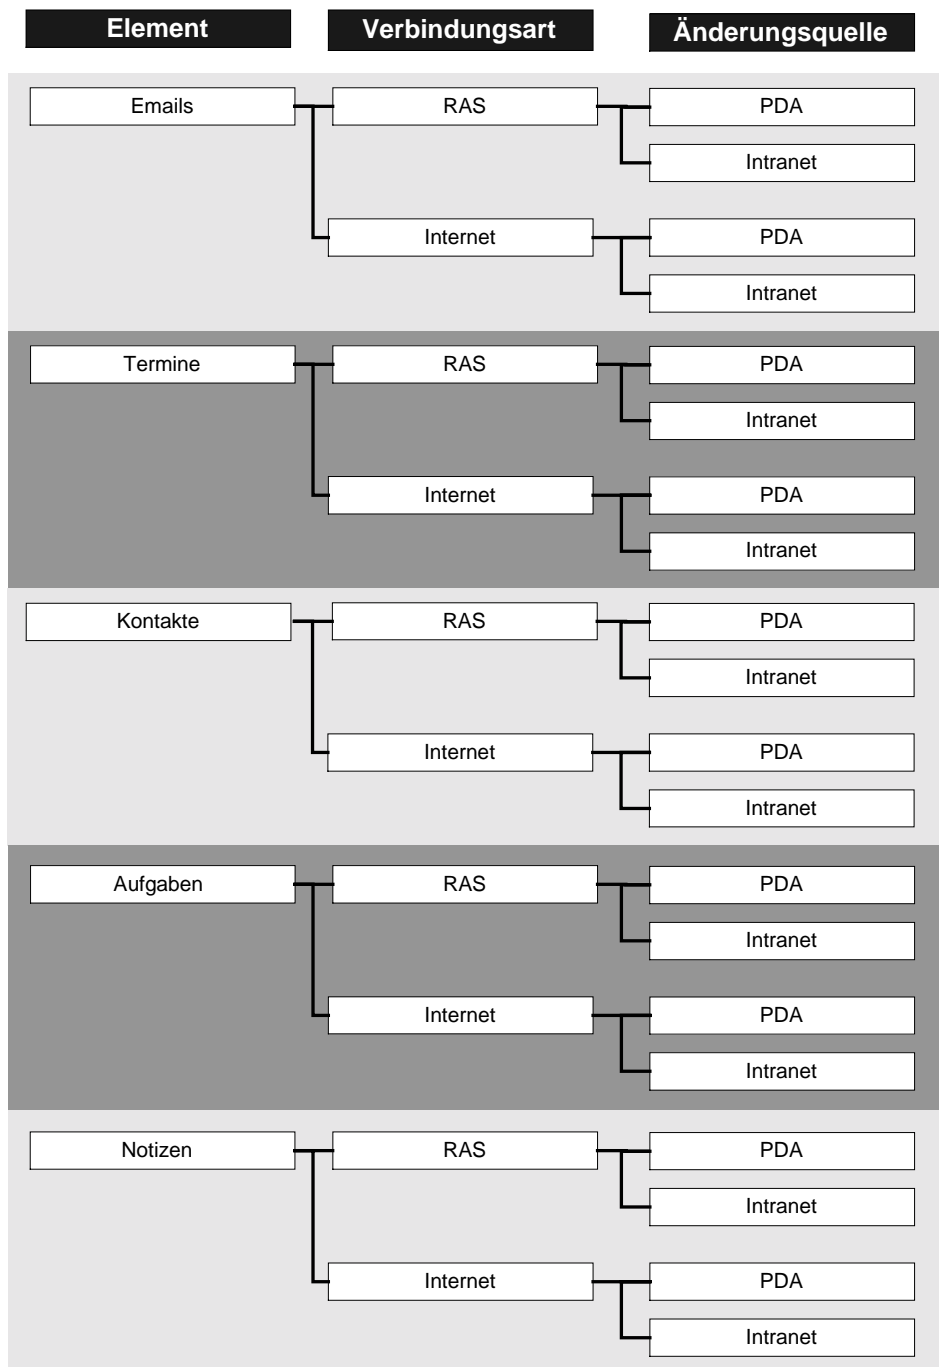 Element Verbindungsart Änderungsquelle
Emails RAS PDA
Intranet
Internet PDA
Intranet
Termine RAS PDA
Intranet
Internet PDA
Intranet
Kontakte RAS PDA
Intranet
Internet PDA
Intranet
Aufgaben RAS PDA
Intranet
Internet PDA
Intranet
Notizen RAS PDA
Intranet
Internet PDA
Intranet